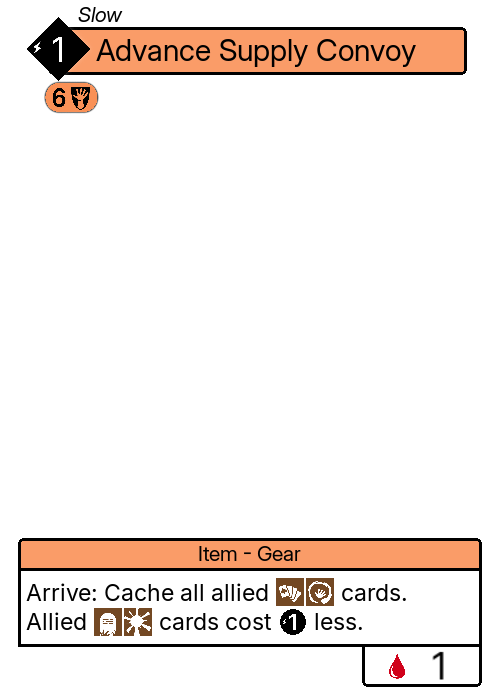 Slow
1 Advance Supply Convoy
6
Item - Gear
Arrive: Cache all allied cards.
Allied cards cost 1 less.
1